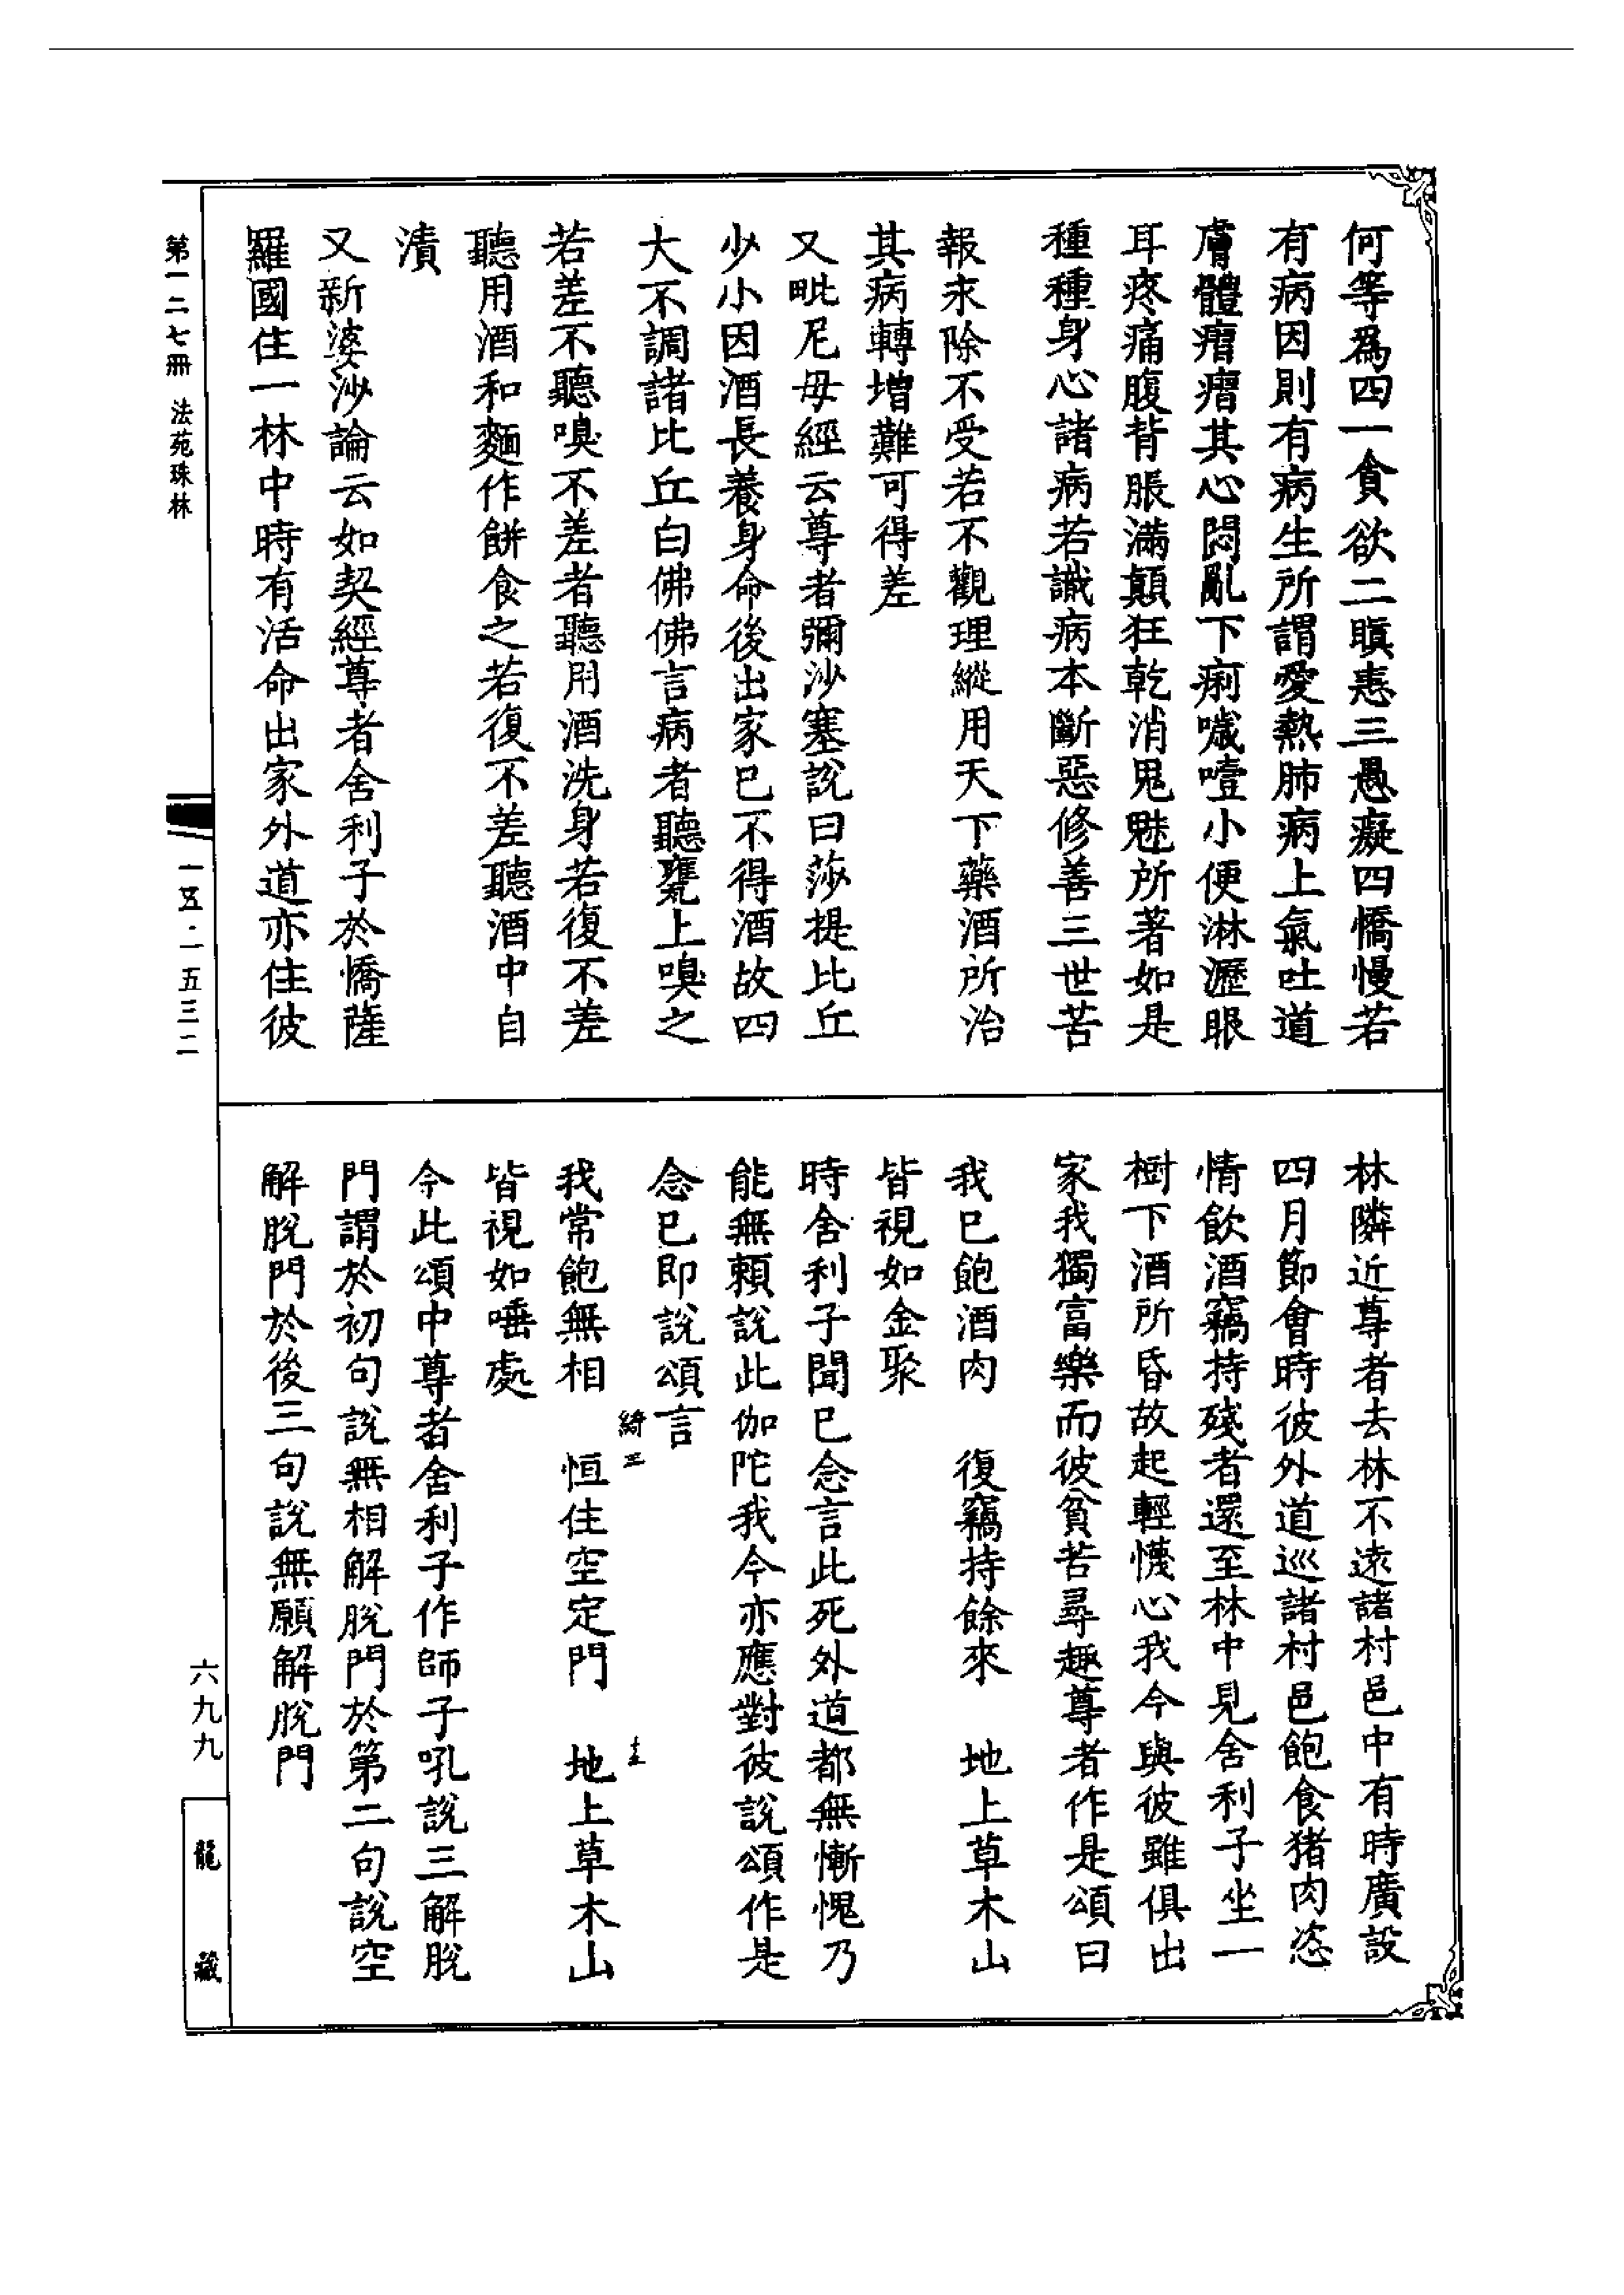 何等爲四一貪欲二瞋恚三愚癡四憍慢若
有病因則有病生所謂愛熱肺病上氣吐逆
膚體瘤瘤其心悶亂下痢噦噎小便淋瀝眼
耳疼痛腹背脹滿顛狂乾消鬼魅所著如是
種種身心諸病若識病本斷惡修善三世苦
報求除不受若不觀理縱用天下藥酒所治
其病轉增難可得差
又毗尼毋經云尊者彌沙塞說曰莎提比丘
少小因酒長養身命後出家已不得酒故四
大不調諸比丘白佛佛言病者聽甕上嗅之
若差不聽嗅不差者聽用酒洗身若復不差
聽用酒和麵作餅食之若復不差聽酒中自
漬
又新婆沙論云如契經尊者舍利子於憍薩
羅國住一林中時有活命出家外道亦住彼
林隣近尊者去林不遠諸村邑中有時廣設
四月節會時彼外道巡諸村邑飽食猪肉恣
情飲酒竊持殘者還至林中見舍利子坐一
樹下酒所昏故起輕懱心我今與彼雖俱出
家我獨富樂而彼貧苦尋趣尊者作是頌曰
我已飽酒肉　復竊持餘來　地上草木山
皆視如金聚
時舍利子聞已念言此死外道都無慚愧乃
能無賴說此伽陀我今亦應對彼說頌作是
念已即說頌言
我常飽無相　恒住空定門　地上草木山
皆視如唾處
今此頌中尊者舍利子作師子吼說三解脫
門謂於初句說無相解脫門於第二句說空
解脫門於後三句說無願解脫門
第一二七冊　法苑珠林
一五·一五三二
六九九
龍藏